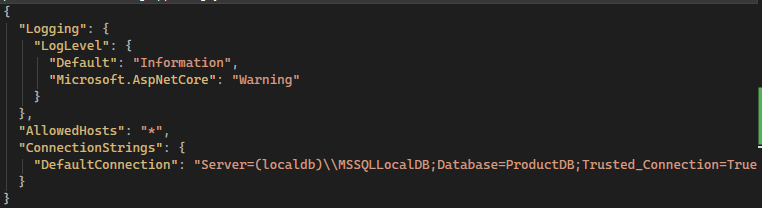 {
"Logging": {
"LogLevel": {
"Default": "Information",
"Microsoft.AspNetCore": "Warning"
}
},
"AllowedHosts": "*",
"ConnectionStrings": {
"DefaultConnection": "Server=(localdb)\\MSSQLLocalDB;Database=ProductDB;Trusted_Connection=True
}
}